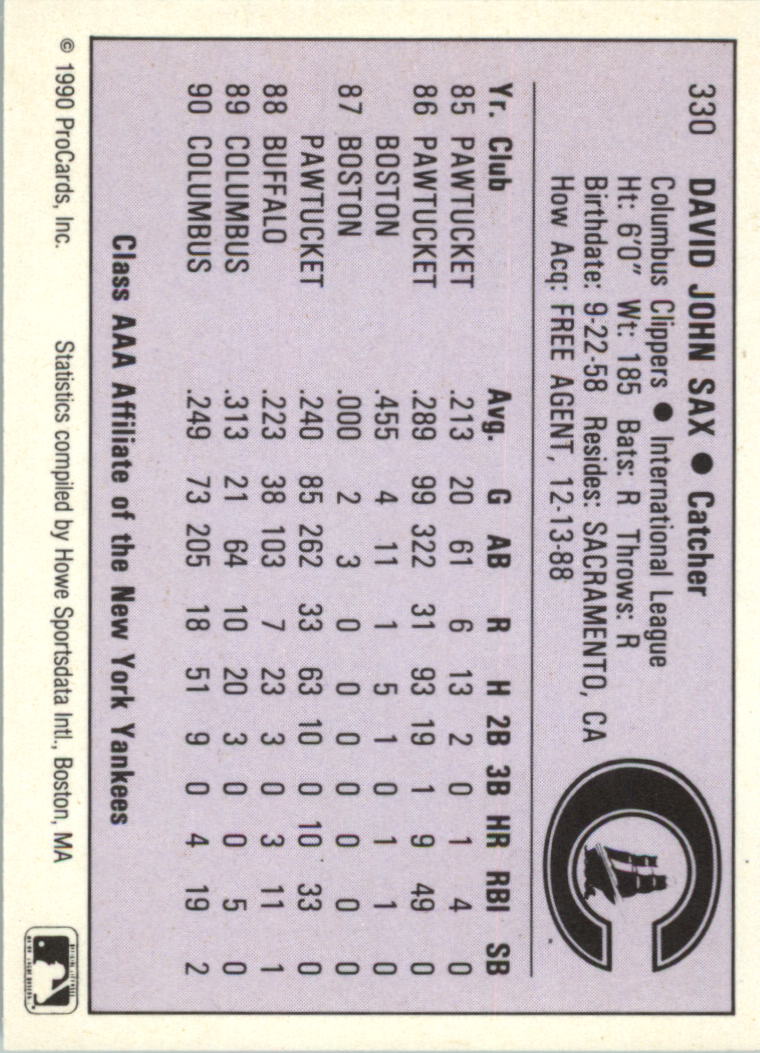 330 DAVID JOHN SAX ● Catcher
Columbus Clippers ● International League
Ht: 6'0" Wt: 185 Bats: R Throws: R
Birthdate: 9-22-58 Resides: SACRAMENTO, CA
How Acq: FREE AGENT, 12-13-88
Yr. Club Avg. G AB R H 2B 3B HR RBI SB
85 PAWTUCKET .213 20 61 6 13 2 0 1 4 0
86 PAWTUCKET .289 99 322 31 93 19 1 9 49 0
BOSTON .455 4 11 1 5 1 0 1 1 0
87 BOSTON .000 2 3 0 0 0 0 0 0 0
PAWTUCKET .240 85 262 33 63 10 0 10 33 0
88 BUFFALO .223 38 103 7 23 3 0 3 11 1
89 COLUMBUS .313 21 64 10 20 3 0 0 5 0
90 COLUMBUS .249 73 205 18 51 9 0 4 19 2
Class AAA Affiliate of the New York Yankees
© 1990 ProCards, Inc. Statistics compiled by Howe Sportsdata Intl., Boston, MA